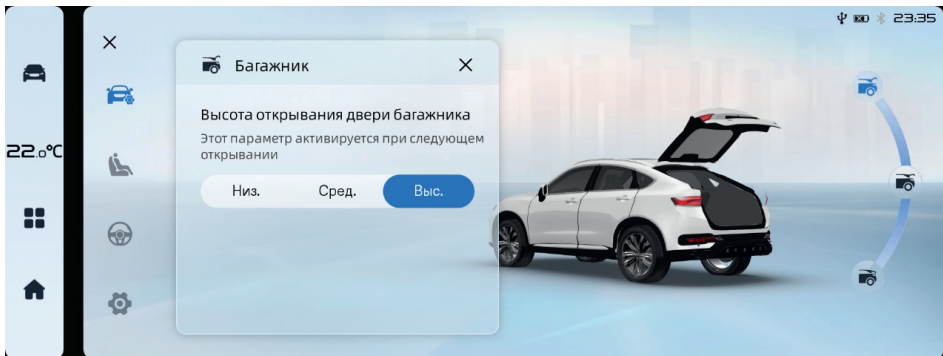 23:35
Багажник
Высота открывания двери багажника
Этот параметр активируется при следующем
открывании
22.0°C
Низ. Сред. Выс.